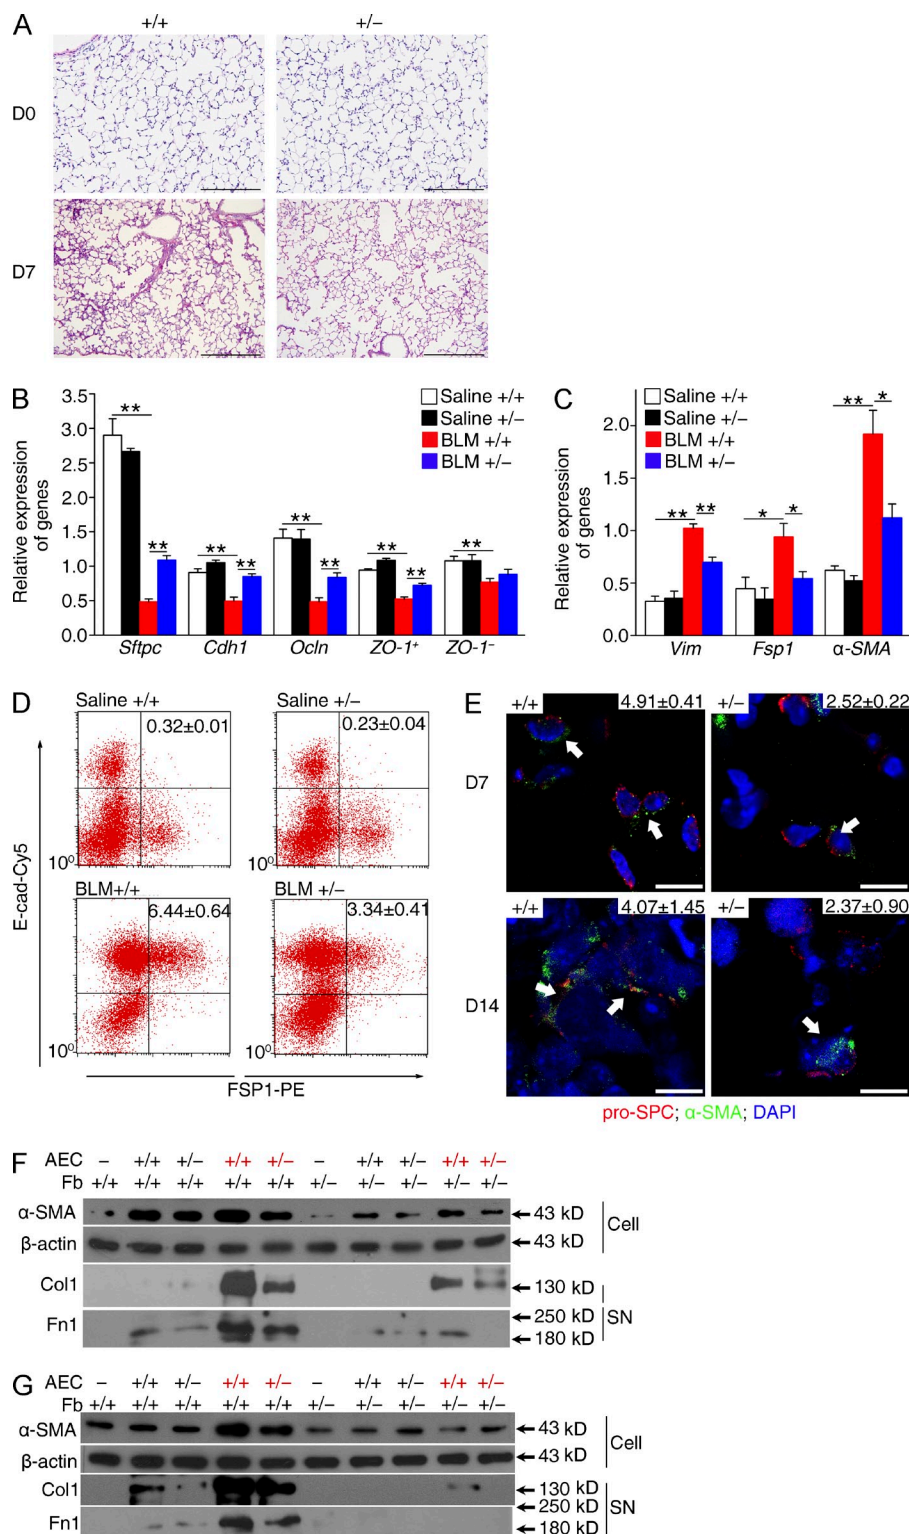 A
+/+ +/−
D0
D7
B
3.5
3.0
2.5
2.0
1.5
1.0
0.5
0.0
Relative expression
of genes
Saline +/+
Saline +/−
BLM +/+
BLM +/−
** ** ** ** ** ** ** ** **
Sftpc Cdh1 Ocln ZO-1⁺ ZO-1⁻
C
2.0
1.5
1.0
0.5
0.0
Relative expression
of genes
Saline +/+
Saline +/−
BLM +/+
BLM +/−
** ** * * ** *
Vim Fsp1 α-SMA
D
Saline +/+ Saline +/−
0.32±0.01 0.23±0.04
10⁰ 10⁰
BLM+/+ BLM +/−
6.44±0.64 3.34±0.41
10⁰ 10⁰
E-cad-Cy5
FSP1-PE
E
+/+ 4.91±0.41 +/− 2.52±0.22
D7
+/+ 4.07±1.45 +/− 2.37±0.90
D14
pro-SPC; α-SMA; DAPI
F
AEC − +/+ +/− +/+ +/− − +/+ +/− +/+ +/−
Fb +/+ +/+ +/+ +/+ +/+ +/− +/− +/− +/− +/−
α-SMA 43 kD
Cell
β-actin 43 kD
Col1 130 kD
250 kD SN
Fn1 180 kD
G
AEC − +/+ +/− +/+ +/− − +/+ +/− +/+ +/−
Fb +/+ +/+ +/+ +/+ +/+ +/− +/− +/− +/− +/−
α-SMA 43 kD
Cell
β-actin 43 kD
Col1 130 kD
250 kD SN
Fn1 180 kD